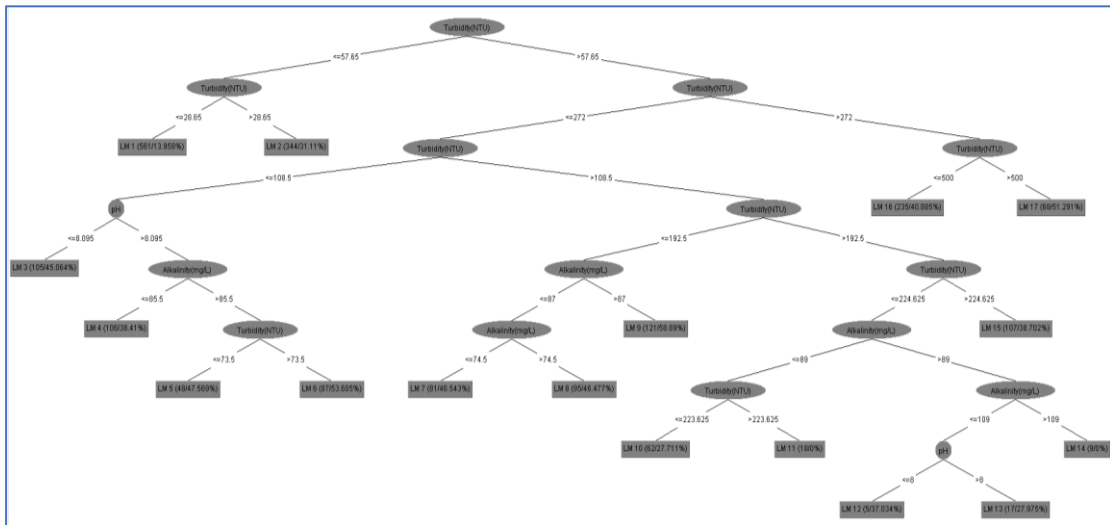 Turbidity(NTU)
<=57.65 >57.65
Turbidity(NTU) Turbidity(NTU)
<=28.65 >28.65 <=272 >272
LM 1 (561/13.958%) LM 2 (344/31.11%) Turbidity(NTU) Turbidity(NTU)
<=108.5 >108.5 <=500 >500
pH Turbidity(NTU) LM 16 (235/40.885%) LM 17 (68/51.291%)
<=8.095 >8.095 <=192.5 >192.5
LM 3 (105/45.064%) Alkalinity(mg/L) Alkalinity(mg/L) Turbidity(NTU)
<=85.5 >85.5 <=87 >87 <=224.625 >224.625
LM 4 (106/38.41%) Turbidity(NTU) Alkalinity(mg/L) LM 9 (121/58.89%) Alkalinity(mg/L) LM 15 (107/38.702%)
<=73.5 >73.5 <=74.5 >74.5 <=89 >89
LM 5 (48/47.569%) LM 6 (87/53.605%) LM 7 (81/46.543%) LM 8 (95/46.477%) Turbidity(NTU) Alkalinity(mg/L)
<=223.625 >223.625 <=109 >109
LM 10 (62/27.711%) LM 11 (16/0%) pH LM 14 (9/0%)
<=8 >8
LM 12 (5/37.034%) LM 13 (17/27.975%)